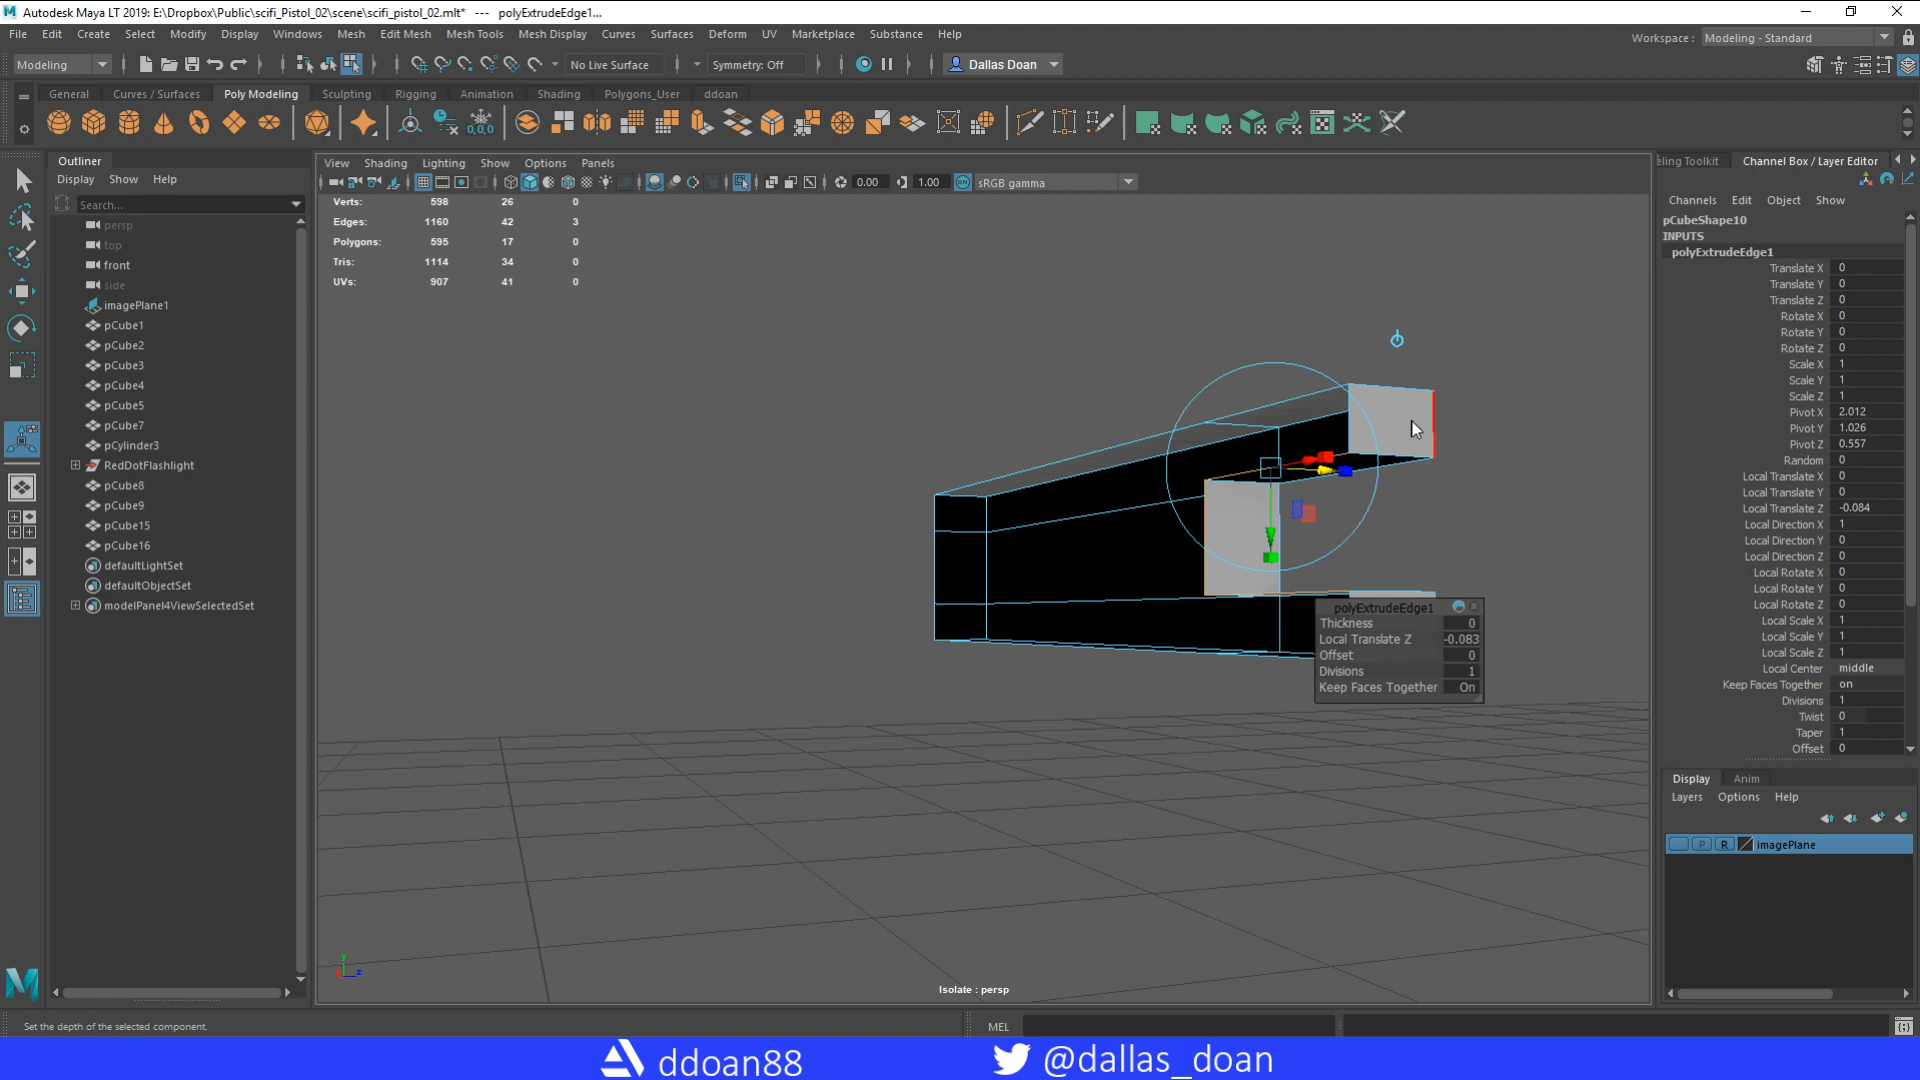 Autodesk Maya LT 2019: E:\Dropbox\Public\scifi_Pistol_02\scene\scifi_pistol_02.mlt* --- polyExtrudeEdge1...
File Edit Create Select Modify Display Windows Mesh Edit Mesh Mesh Tools Mesh Display Curves Surfaces Deform UV Marketplace Substance Help
Workspace : Modeling - Standard
Modeling
No Live Surface
Symmetry: Off
Dallas Doan
General Curves / Surfaces Poly Modeling Sculpting Rigging Animation Shading Polygons_User ddoan
0,0,0
Outliner
Display Show Help
Search...
persp
top
front
side
imagePlane1
pCube1
pCube2
pCube3
pCube4
pCube5
pCube7
pCylinder3
RedDotFlashlight
pCube8
pCube9
pCube15
pCube16
defaultLightSet
defaultObjectSet
modelPanel4ViewSelectedSet
View Shading Lighting Show Options Panels
0.00 1.00 ON sRGB gamma
Verts: 598 26 0
Edges: 1160 42 3
Polygons: 595 17 0
Tris: 1114 34 0
UVs: 907 41 0
polyExtrudeEdge1
Thickness 0
Local Translate Z -0.083
Offset 0
Divisions 1
Keep Faces Together On
y
z
Isolate : persp
eling Toolkit Channel Box / Layer Editor
Channels Edit Object Show
pCubeShape10
INPUTS
polyExtrudeEdge1
Translate X 0
Translate Y 0
Translate Z 0
Rotate X 0
Rotate Y 0
Rotate Z 0
Scale X 1
Scale Y 1
Scale Z 1
Pivot X 2.012
Pivot Y 1.026
Pivot Z 0.557
Random 0
Local Translate X 0
Local Translate Y 0
Local Translate Z -0.084
Local Direction X 1
Local Direction Y 0
Local Direction Z 0
Local Rotate X 0
Local Rotate Y 0
Local Rotate Z 0
Local Scale X 1
Local Scale Y 1
Local Scale Z 1
Local Center middle
Keep Faces Together on
Divisions 1
Twist 0
Taper 1
Offset 0
Display Anim
Layers Options Help
P R imagePlane
Set the depth of the selected component.
MEL
ddoan88
@dallas_doan